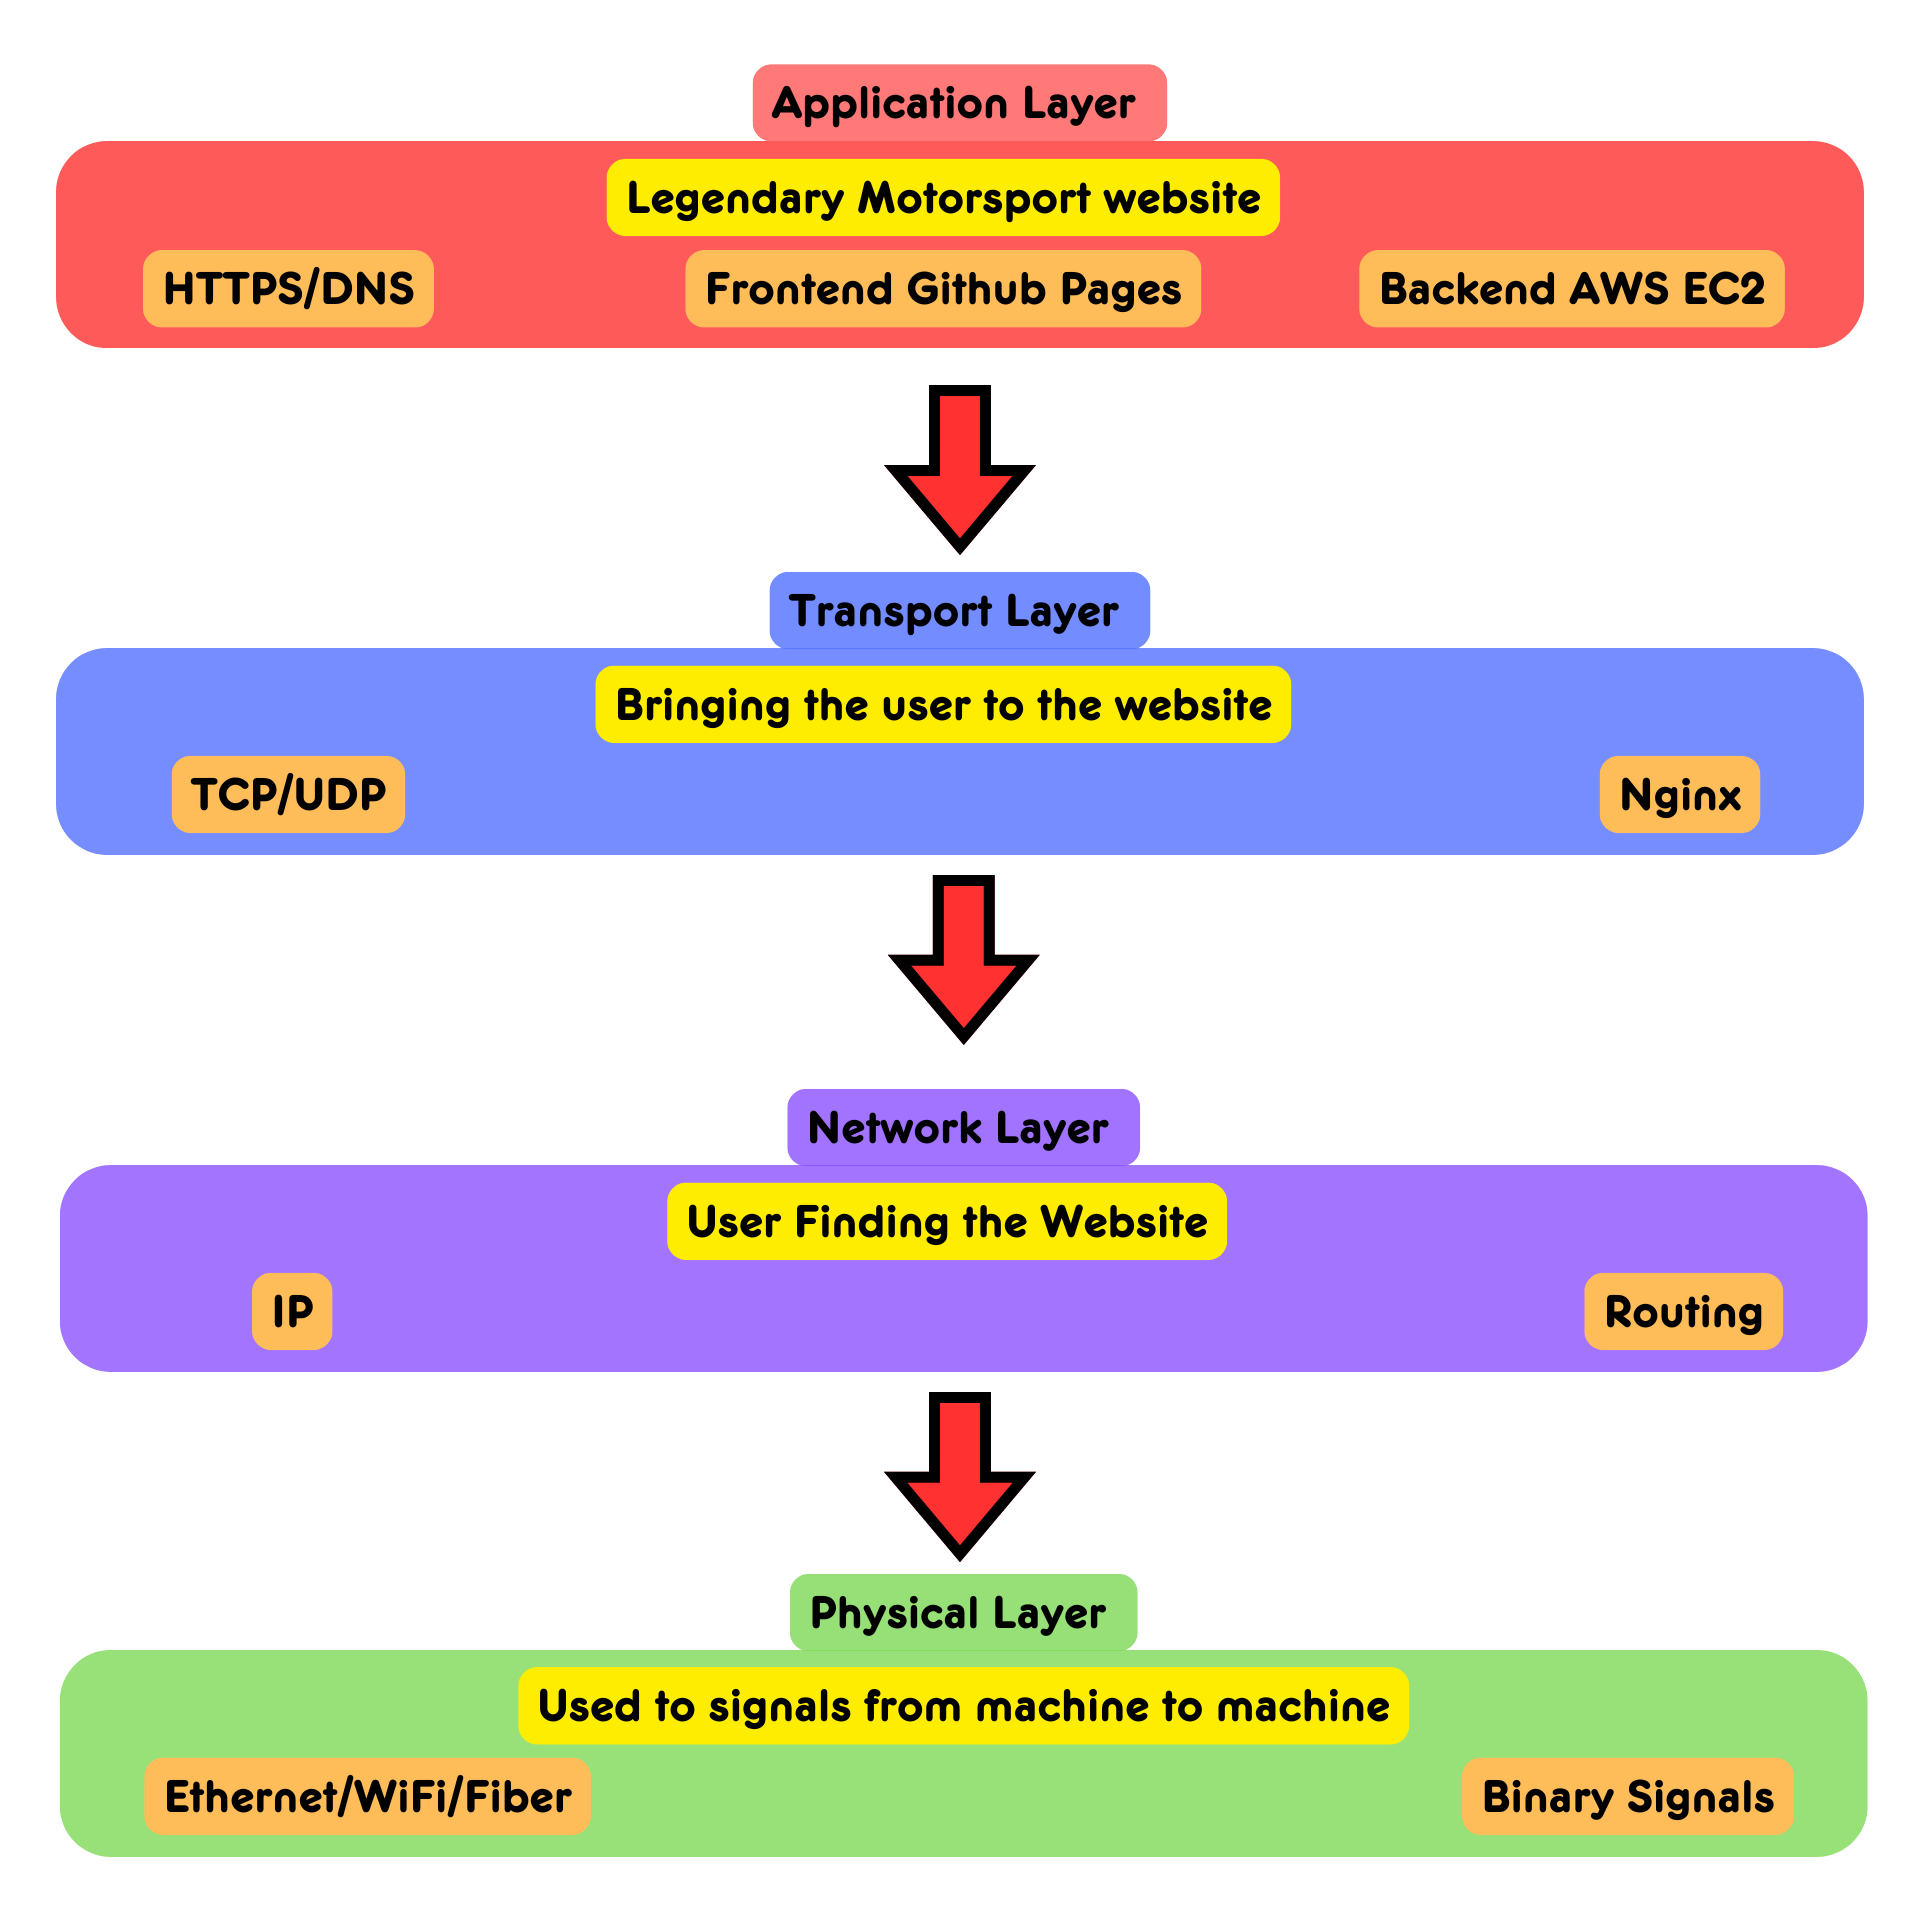 Application Layer
Legendary Motorsport website
HTTPS/DNS
Frontend Github Pages
Backend AWS EC2
Transport Layer
Bringing the user to the website
TCP/UDP
Nginx
Network Layer
User Finding the Website
IP
Routing
Physical Layer
Used to signals from machine to machine
Ethernet/WiFi/Fiber
Binary Signals